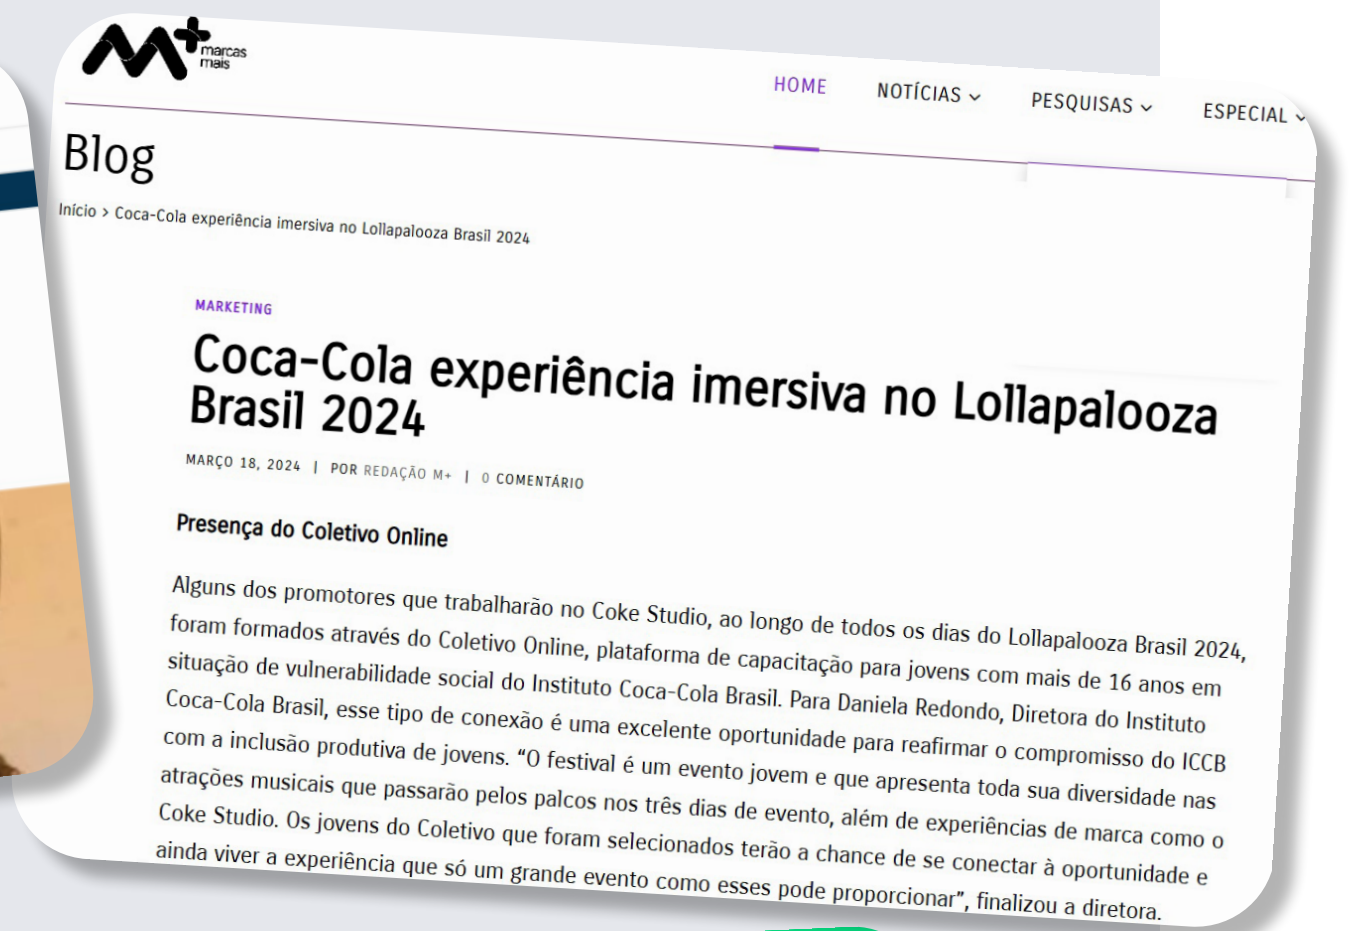 M+ marcas
mais
HOME NOTÍCIAS PESQUISAS ESPECIAL
Blog
Início > Coca-Cola experiência imersiva no Lollapalooza Brasil 2024
MARKETING
Coca-Cola experiência imersiva no Lollapalooza
Brasil 2024
MARÇO 18, 2024 | POR REDAÇÃO M+ | 0 COMENTÁRIO
Presença do Coletivo Online
Alguns dos promotores que trabalharão no Coke Studio, ao longo de todos os dias do Lollapalooza Brasil 2024,
foram formados através do Coletivo Online, plataforma de capacitação para jovens com mais de 16 anos em
situação de vulnerabilidade social do Instituto Coca-Cola Brasil. Para Daniela Redondo, Diretora do Instituto
Coca-Cola Brasil, esse tipo de conexão é uma excelente oportunidade para reafirmar o compromisso do ICCB
com a inclusão produtiva de jovens. “O festival é um evento jovem e que apresenta toda sua diversidade nas
atrações musicais que passarão pelos palcos nos três dias de evento, além de experiências de marca como o
Coke Studio. Os jovens do Coletivo que foram selecionados terão a chance de se conectar à oportunidade e
ainda viver a experiência que só um grande evento como esses pode proporcionar”, finalizou a diretora.